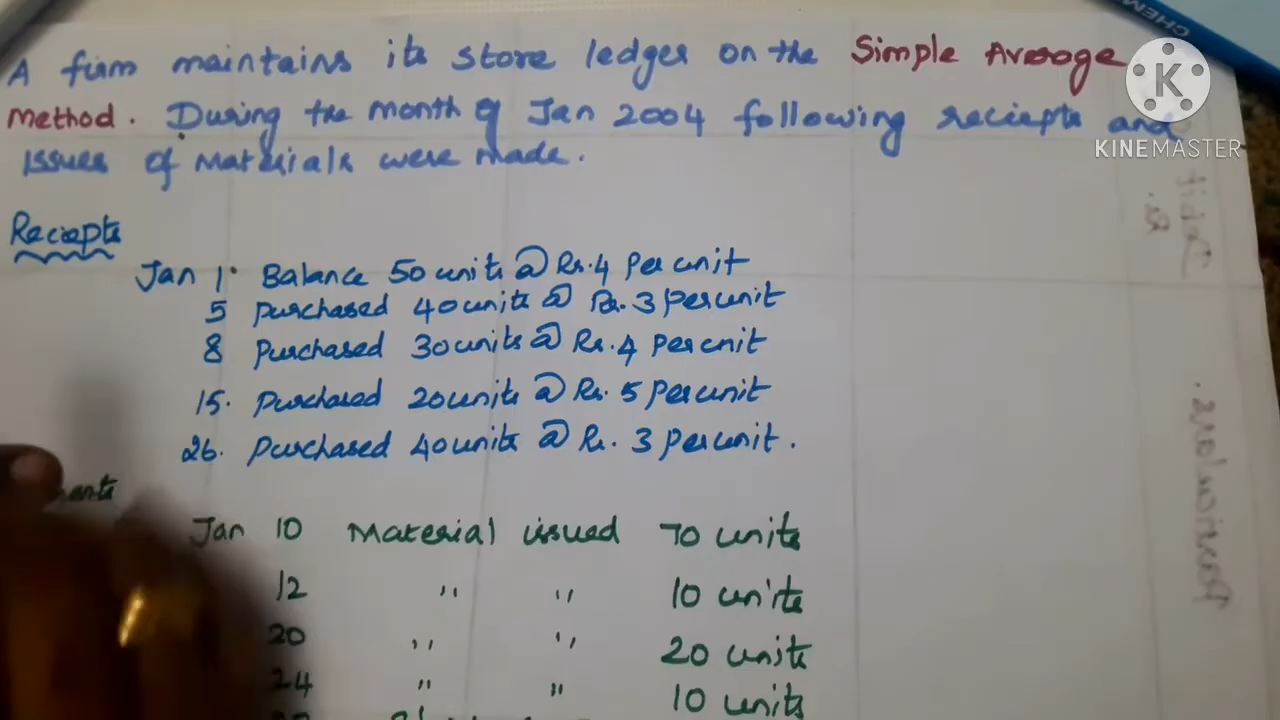 A firm maintains its store ledger on the Simple Average
Method. During the month of Jan 2004 following reciepts and
issues of Materials were made.
Reciepts
Jan 1. Balance 50 units @ Rs. 4 Per unit
5 Purchased 40 units @ Rs. 3 per unit
8 Purchased 30 units @ Rs. 4 Per unit
15. Purchased 20 units @ Rs. 5 Per unit
26. Purchased 40 units @ Rs. 3 Per unit.
Jan 10 Material issued 70 units
12 " " 10 units
20 " " 20 units
24 " " 10 units
K
KINEMASTER
CHEM